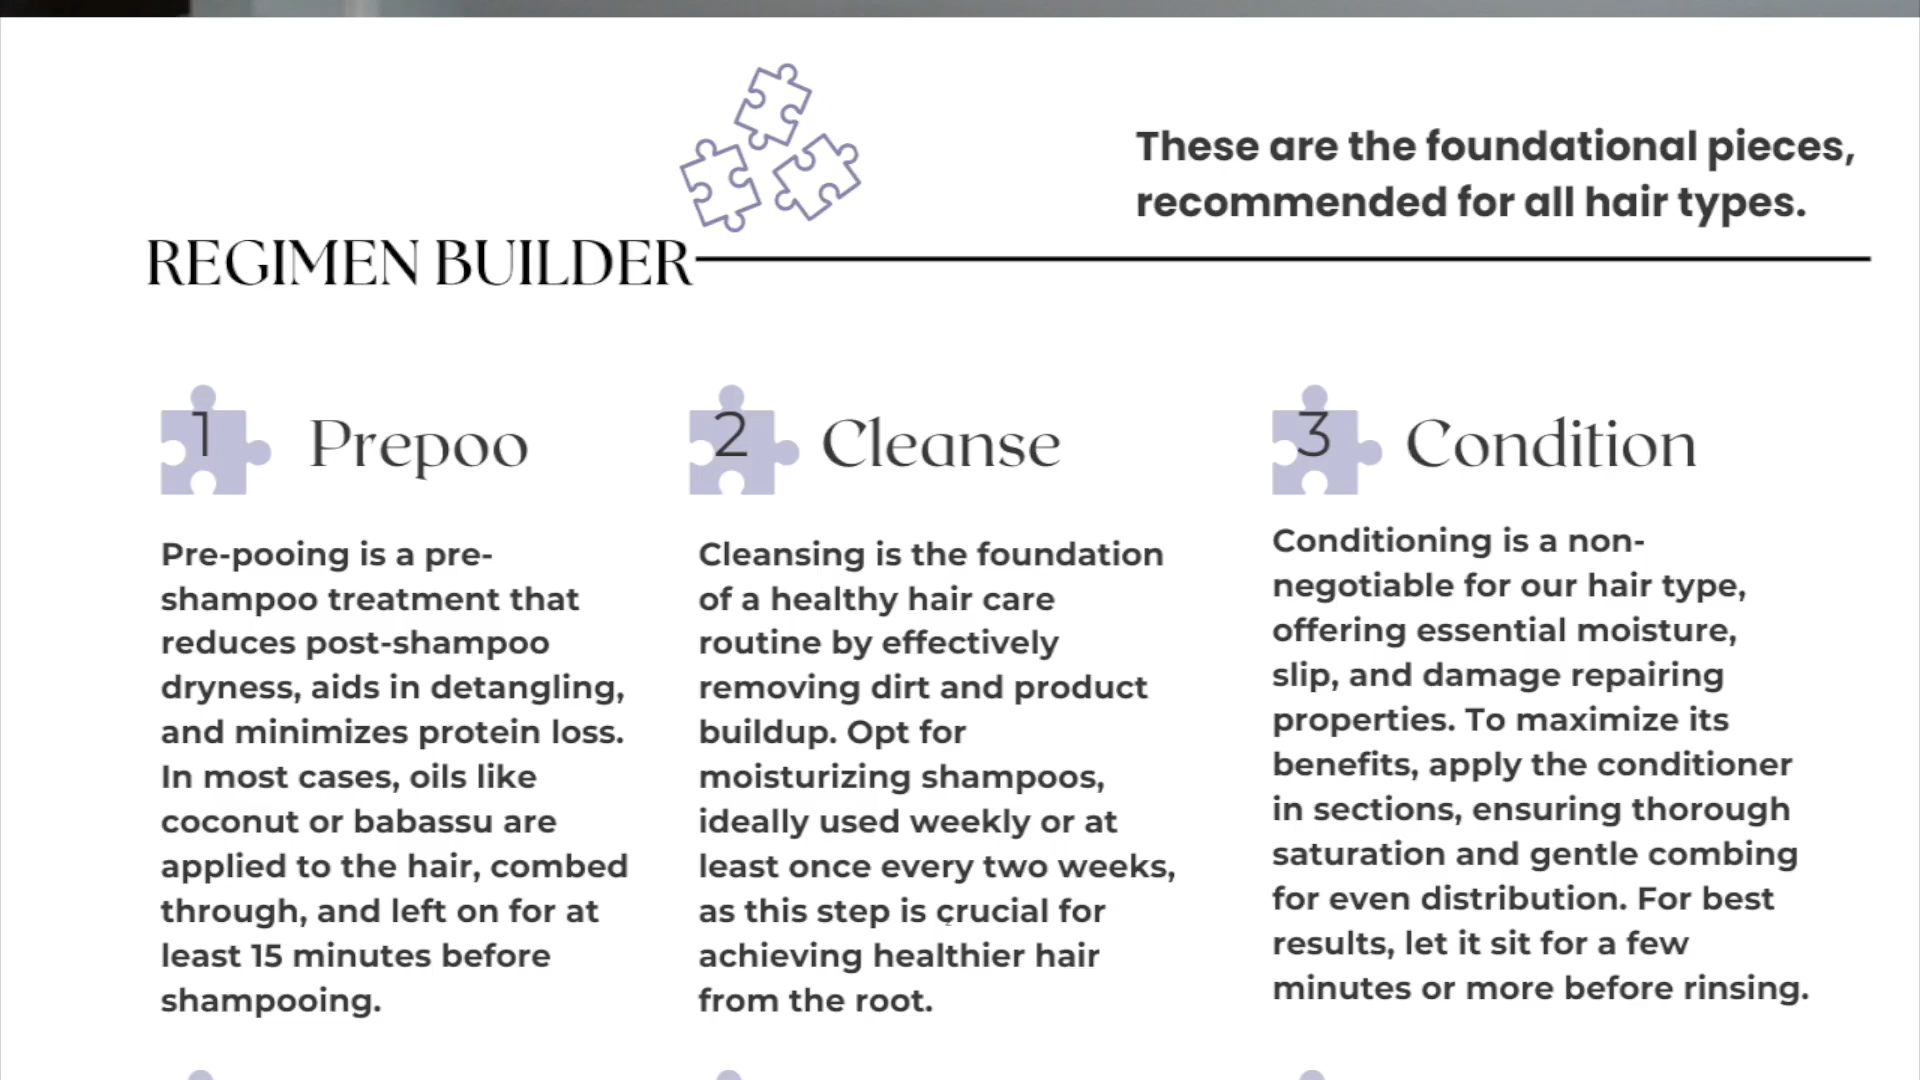 These are the foundational pieces,
recommended for all hair types.
REGIMEN BUILDER
1 Prepoo
Pre-pooing is a pre-
shampoo treatment that
reduces post-shampoo
dryness, aids in detangling,
and minimizes protein loss.
In most cases, oils like
coconut or babassu are
applied to the hair, combed
through, and left on for at
least 15 minutes before
shampooing.
2 Cleanse
Cleansing is the foundation
of a healthy hair care
routine by effectively
removing dirt and product
buildup. Opt for
moisturizing shampoos,
ideally used weekly or at
least once every two weeks,
as this step is crucial for
achieving healthier hair
from the root.
3 Condition
Conditioning is a non-
negotiable for our hair type,
offering essential moisture,
slip, and damage repairing
properties. To maximize its
benefits, apply the conditioner
in sections, ensuring thorough
saturation and gentle combing
for even distribution. For best
results, let it sit for a few
minutes or more before rinsing.